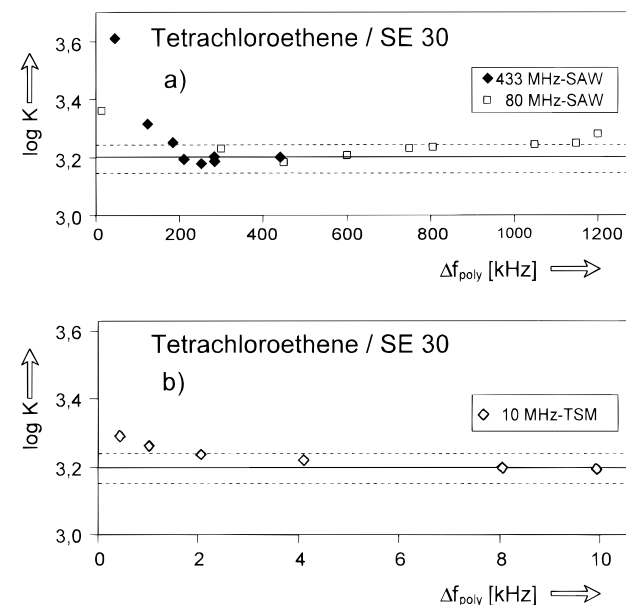 3,6
Tetrachloroethene / SE 30
a)
433 MHz-SAW
80 MHz-SAW
3,4
log K
3,2
3,0
0 200 400 600 800 1000 1200
Δfpoly [kHz]
3,6
Tetrachloroethene / SE 30
b)
10 MHz-TSM
3,4
log K
3,2
3,0
0 2 4 6 8 10
Δfpoly [kHz]